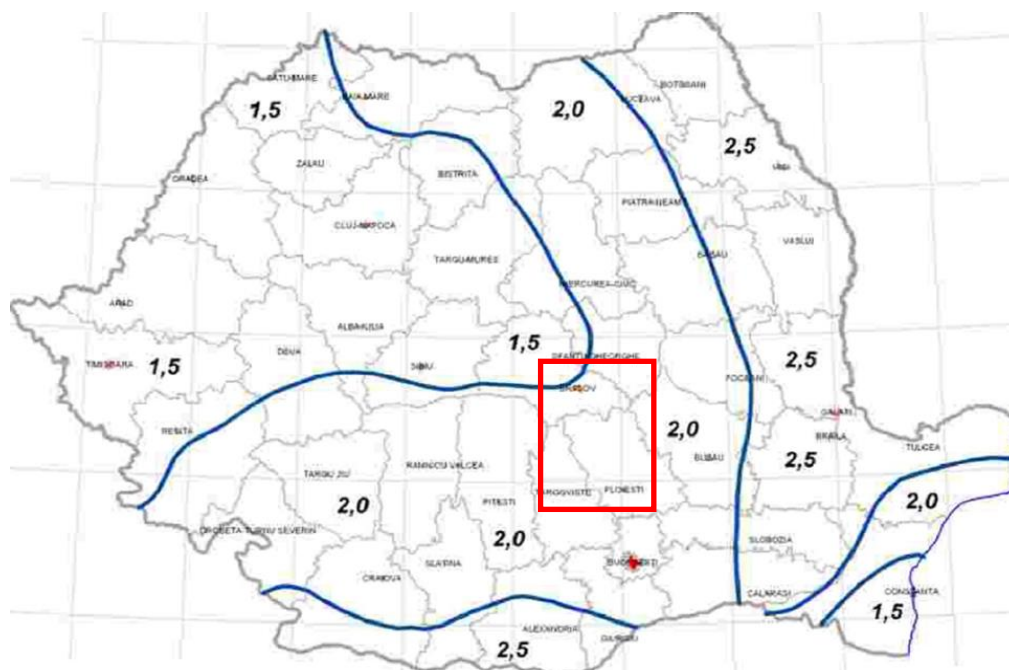 SATU-MARE
BOTOSANI
BAIA-MARE
SUCEAVA
1,5
2,0
2,5
IASI
ZALAU
ORADEA
BISTRITA
PIATRA-NEAMT
CLUJ-NAPOCA
VASLUI
BACAU
TARGU-MURES
MIERCUREA-CIUC
ARAD
ALBA-IULIA
1,5
DEVA
SFANTU GHEORGHE
2,5
TIMISOARA
1,5
SIBIU
FOCSANI
BRASOV
GALATI
RESITA
2,0
BRAILA
TULCEA
BUZAU
2,5
RAMNICU VALCEA
TARGU JIU
TARGOVISTE
PLOIESTI
PITESTI
2,0
2,0
DROBETA-TURNU SEVERIN
2,0
SLOBOZIA
SLATINA
BUCURESTI
CRAIOVA
CALARASI
CONSTANTA
1,5
ALEXANDRIA
GIURGIU
2,5